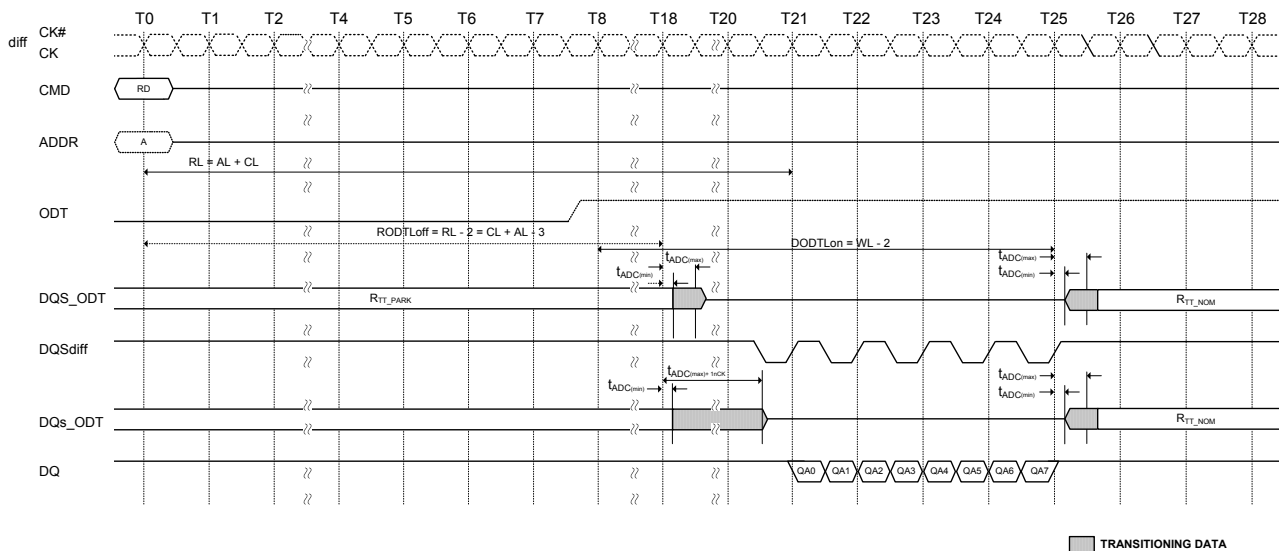 T0 T1 T2 T4 T5 T6 T7 T8 T18 T20 T21 T22 T23 T24 T25 T26 T27 T28
diff CK#
CK
CMD RD
ADDR A
RL = AL + CL
ODT
RODTLoff = RL - 2 = CL + AL - 3
DODTLon = WL - 2
tADC(max) tADC(max)
tADC(min) tADC(min)
DQS_ODT RTT_PARK RTT_NOM
DQSdiff
tADC(max)+ 1nCK tADC(max)
tADC(min) tADC(min)
DQs_ODT RTT_NOM
DQ QA0 QA1 QA2 QA3 QA4 QA5 QA6 QA7
TRANSITIONING DATA